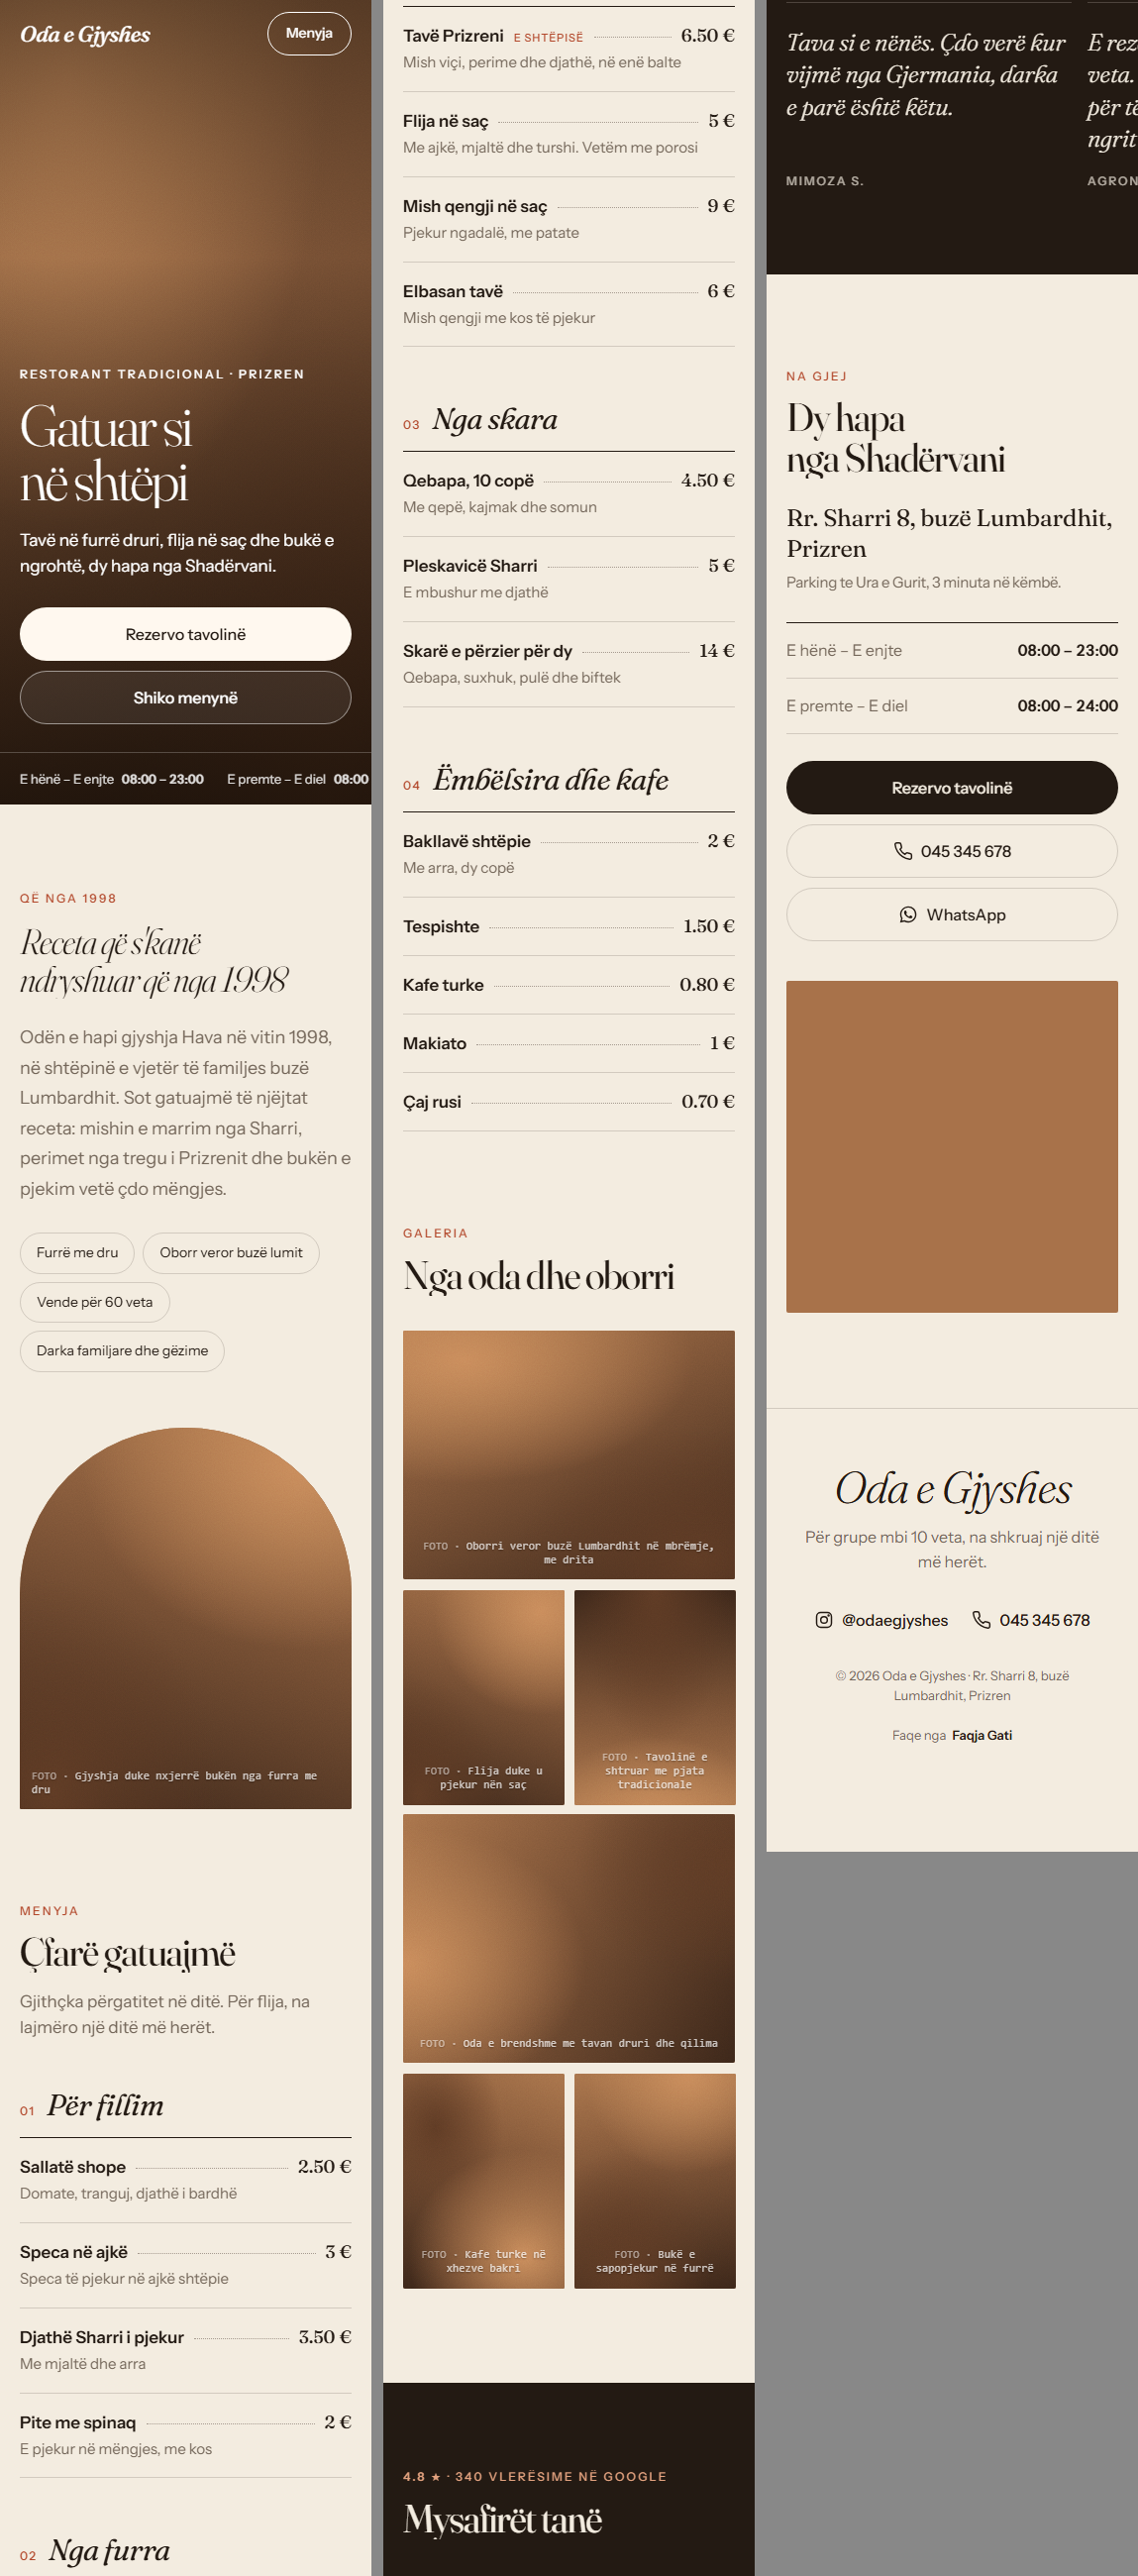 Oda e Gjyshes
Menyja
RESTORANT TRADICIONAL · PRIZREN
Gatuar si
në shtëpi
Tavë në furrë druri, flija në saç dhe bukë e
ngrohtë, dy hapa nga Shadërvani.
Rezervo tavolinë
Shiko menynë
E hënë – E enjte 08:00 – 23:00 E premte – E diel 08:00
QË NGA 1998
Receta që s'kanë
ndryshuar që nga 1998
Odën e hapi gjyshja Hava në vitin 1998,
në shtëpinë e vjetër të familjes buzë
Lumbardhit. Sot gatuajmë të njëjtat
receta: mishin e marrim nga Sharri,
perimet nga tregu i Prizrenit dhe bukën e
pjekim vetë çdo mëngjes.
Furrë me dru
Oborr veror buzë lumit
Vende për 60 veta
Darka familjare dhe gëzime
FOTO · Gjyshja duke nxjerrë bukën nga furra me
dru
MENYJA
Çfarë gatuajmë
Gjithçka përgatitet në ditë. Për flija, na
lajmëro një ditë më herët.
01 Për fillim
Sallatë shope 2.50 €
Domate, tranguj, djathë i bardhë
Speca në ajkë 3 €
Speca të pjekur në ajkë shtëpie
Djathë Sharri i pjekur 3.50 €
Me mjaltë dhe arra
Pite me spinaq 2 €
E pjekur në mëngjes, me kos
02 Nga furra
Tavë Prizreni E SHTËPISË 6.50 €
Mish viçi, perime dhe djathë, në enë balte
Flija në saç 5 €
Me ajkë, mjaltë dhe turshi. Vetëm me porosi
Mish qengji në saç 9 €
Pjekur ngadalë, me patate
Elbasan tavë 6 €
Mish qengji me kos të pjekur
03 Nga skara
Qebapa, 10 copë 4.50 €
Me qepë, kajmak dhe somun
Pleskavicë Sharri 5 €
E mbushur me djathë
Skarë e përzier për dy 14 €
Qebapa, suxhuk, pulë dhe biftek
04 Ëmbëlsira dhe kafe
Bakllavë shtëpie 2 €
Me arra, dy copë
Tespishte 1.50 €
Kafe turke 0.80 €
Makiato 1 €
Çaj rusi 0.70 €
GALERIA
Nga oda dhe oborri
FOTO · Oborri veror buzë Lumbardhit në mbrëmje,
me drita
FOTO · Flija duke u
pjekur nën saç
FOTO · Tavolinë e
shtruar me pjata
tradicionale
FOTO · Oda e brendshme me tavan druri dhe qilima
FOTO · Kafe turke në
xhezve bakri
FOTO · Bukë e
sapopjekur në furrë
4.8 ★ · 340 VLERËSIME NË GOOGLE
Mysafirët tanë
Tava si e nënës. Çdo verë kur
vijmë nga Gjermania, darka
e parë është këtu.
MIMOZA S.
E rez
veta.
për të
ngrit
AGRON
NA GJEJ
Dy hapa
nga Shadërvani
Rr. Sharri 8, buzë Lumbardhit,
Prizren
Parking te Ura e Gurit, 3 minuta në këmbë.
E hënë – E enjte 08:00 – 23:00
E premte – E diel 08:00 – 24:00
Rezervo tavolinë
045 345 678
WhatsApp
Oda e Gjyshes
Për grupe mbi 10 veta, na shkruaj një ditë
më herët.
@odaegjyshes 045 345 678
© 2026 Oda e Gjyshes · Rr. Sharri 8, buzë
Lumbardhit, Prizren
Faqe nga Faqja Gati